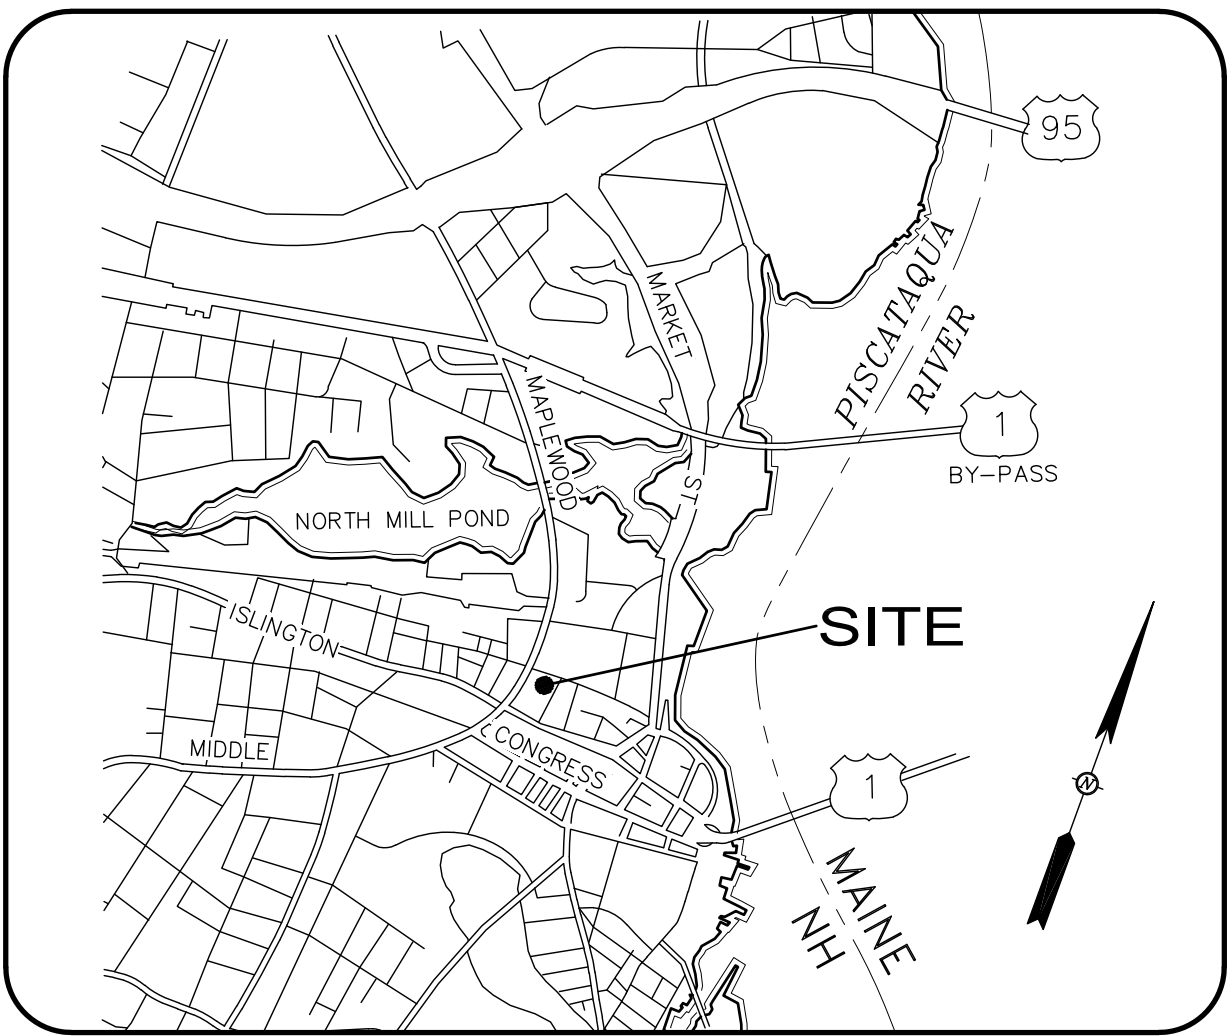 95
PISCATAQUA
RIVER
MARKET
MAPLEWOOD
1
BY-PASS
ST
NORTH MILL POND
ISLINGTON
SITE
MIDDLE
CONGRESS
1
N
MAINE
NH